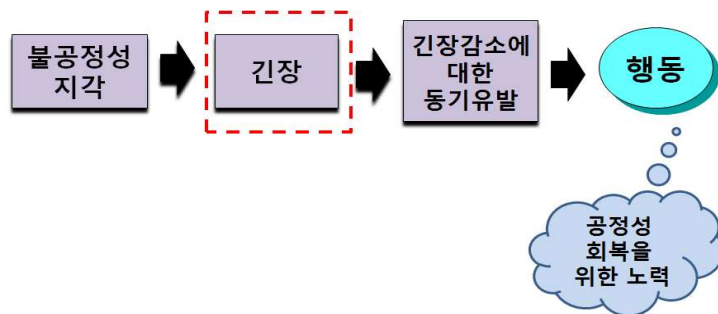 불공정성
지각
긴장
긴장감소에
대한
동기유발
행동
공정성
회복을
위한 노력